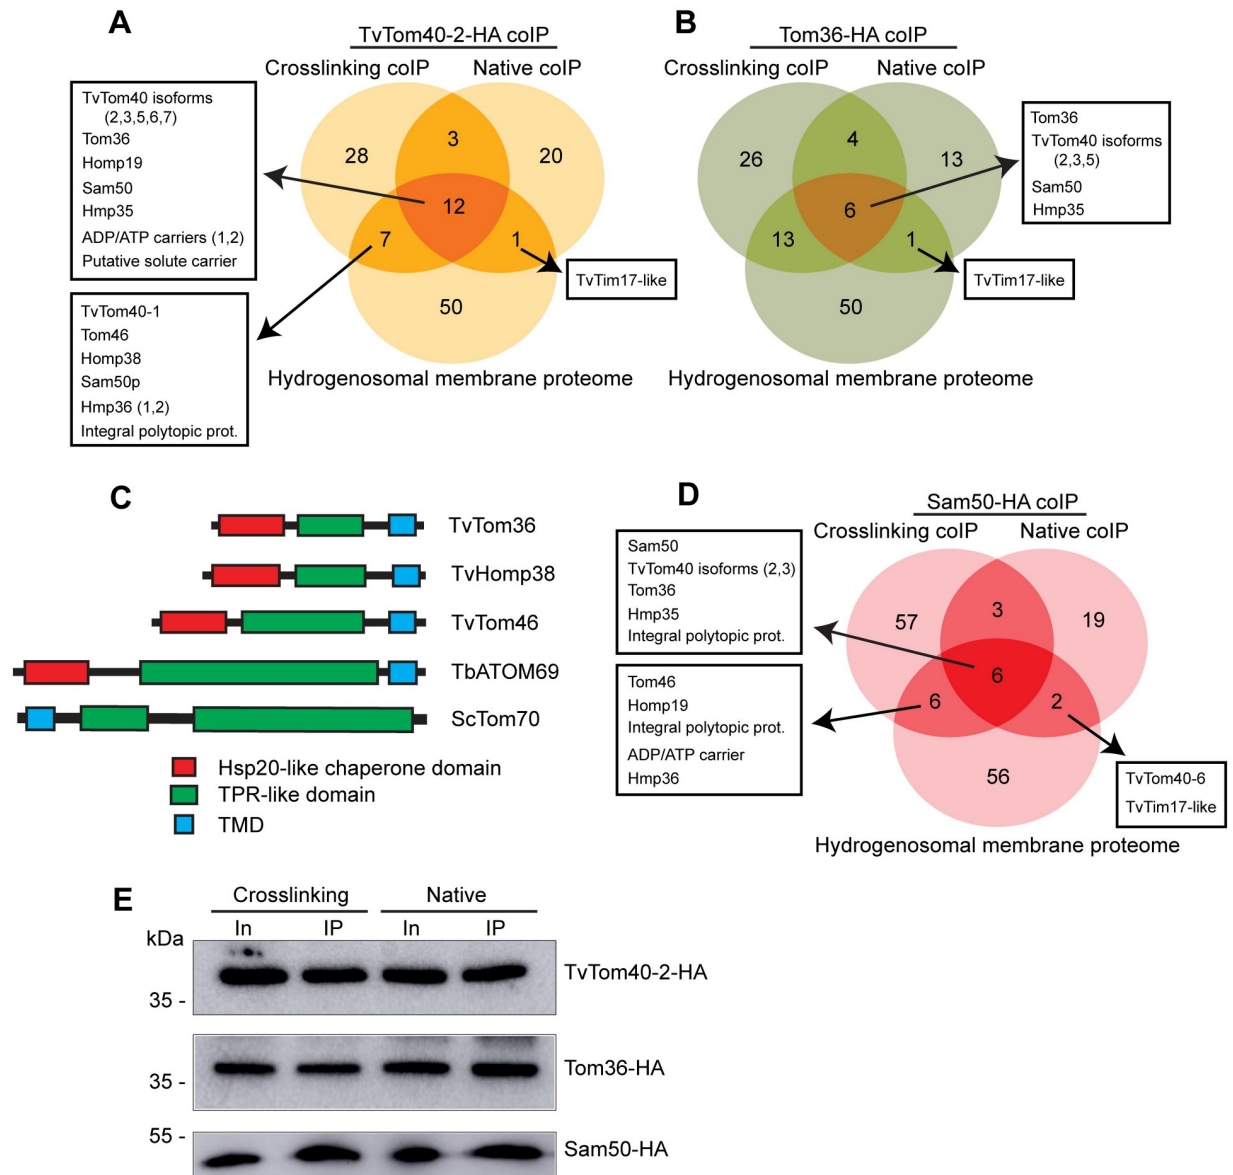 A
TvTom40-2-HA coIP
Crosslinking coIP
Native coIP
28
3
20
12
7
1
50
Hydrogenosomal membrane proteome
TvTom40 isoforms
(2,3,5,6,7)
Tom36
Homp19
Sam50
Hmp35
ADP/ATP carriers (1,2)
Putative solute carrier
TvTom40-1
Tom46
Homp38
Sam50p
Hmp36 (1,2)
Integral polytopic prot.
TvTim17-like
B
Tom36-HA coIP
Crosslinking coIP
Native coIP
26
4
13
6
13
1
50
Hydrogenosomal membrane proteome
Tom36
TvTom40 isoforms
(2,3,5)
Sam50
Hmp35
TvTim17-like
C
TvTom36
TvHomp38
TvTom46
TbATOM69
ScTom70
Hsp20-like chaperone domain
TPR-like domain
TMD
D
Sam50-HA coIP
Crosslinking coIP
Native coIP
57
3
19
6
6
2
56
Hydrogenosomal membrane proteome
Sam50
TvTom40 isoforms (2,3)
Tom36
Hmp35
Integral polytopic prot.
Tom46
Homp19
Integral polytopic prot.
ADP/ATP carrier
Hmp36
TvTom40-6
TvTim17-like
E
Crosslinking
Native
In
IP
In
IP
kDa
35 -
TvTom40-2-HA
35 -
Tom36-HA
55 -
Sam50-HA